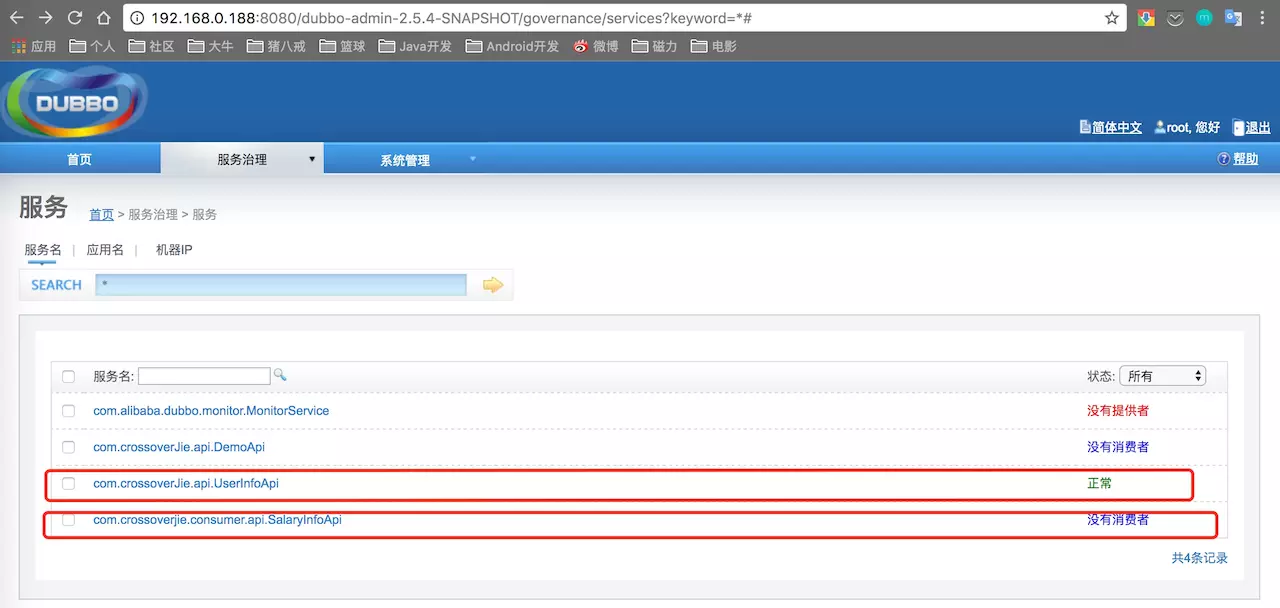 192.168.0.188:8080/dubbo-admin-2.5.4-SNAPSHOT/governance/services?keyword=*#
应用 个人 社区 大牛 猪八戒 篮球 Java开发 Android开发 微博 磁力 电影
DUBBO
简体中文 root, 您好 退出
首页 服务治理 系统管理 帮助
服务 首页 > 服务治理 > 服务
服务名 | 应用名 | 机器IP
SEARCH *
服务名: 状态: 所有
com.alibaba.dubbo.monitor.MonitorService 没有提供者
com.crossoverJie.api.DemoApi 没有消费者
com.crossoverJie.api.UserInfoApi 正常
com.crossoverjie.consumer.api.SalaryInfoApi 没有消费者
共4条记录